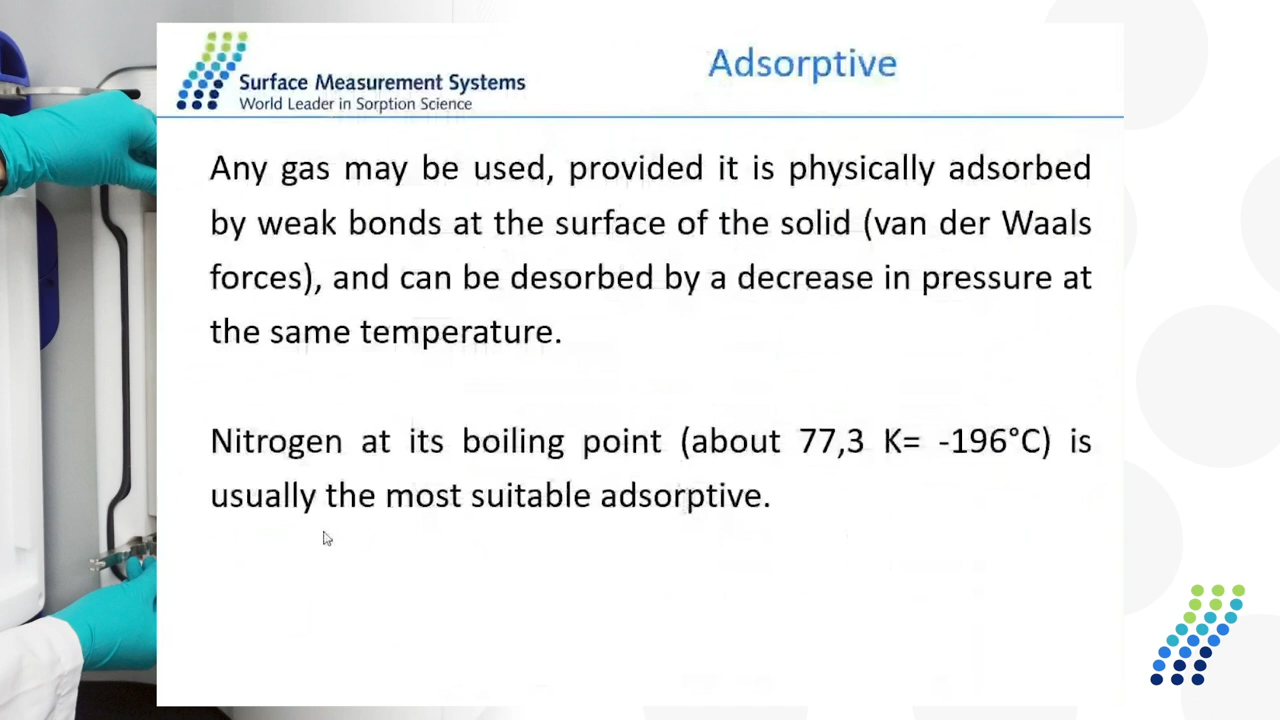 Surface Measurement Systems
World Leader in Sorption Science
Adsorptive
Any gas may be used, provided it is physically adsorbed
by weak bonds at the surface of the solid (van der Waals
forces), and can be desorbed by a decrease in pressure at
the same temperature.
Nitrogen at its boiling point (about 77,3 K= -196°C) is
usually the most suitable adsorptive.